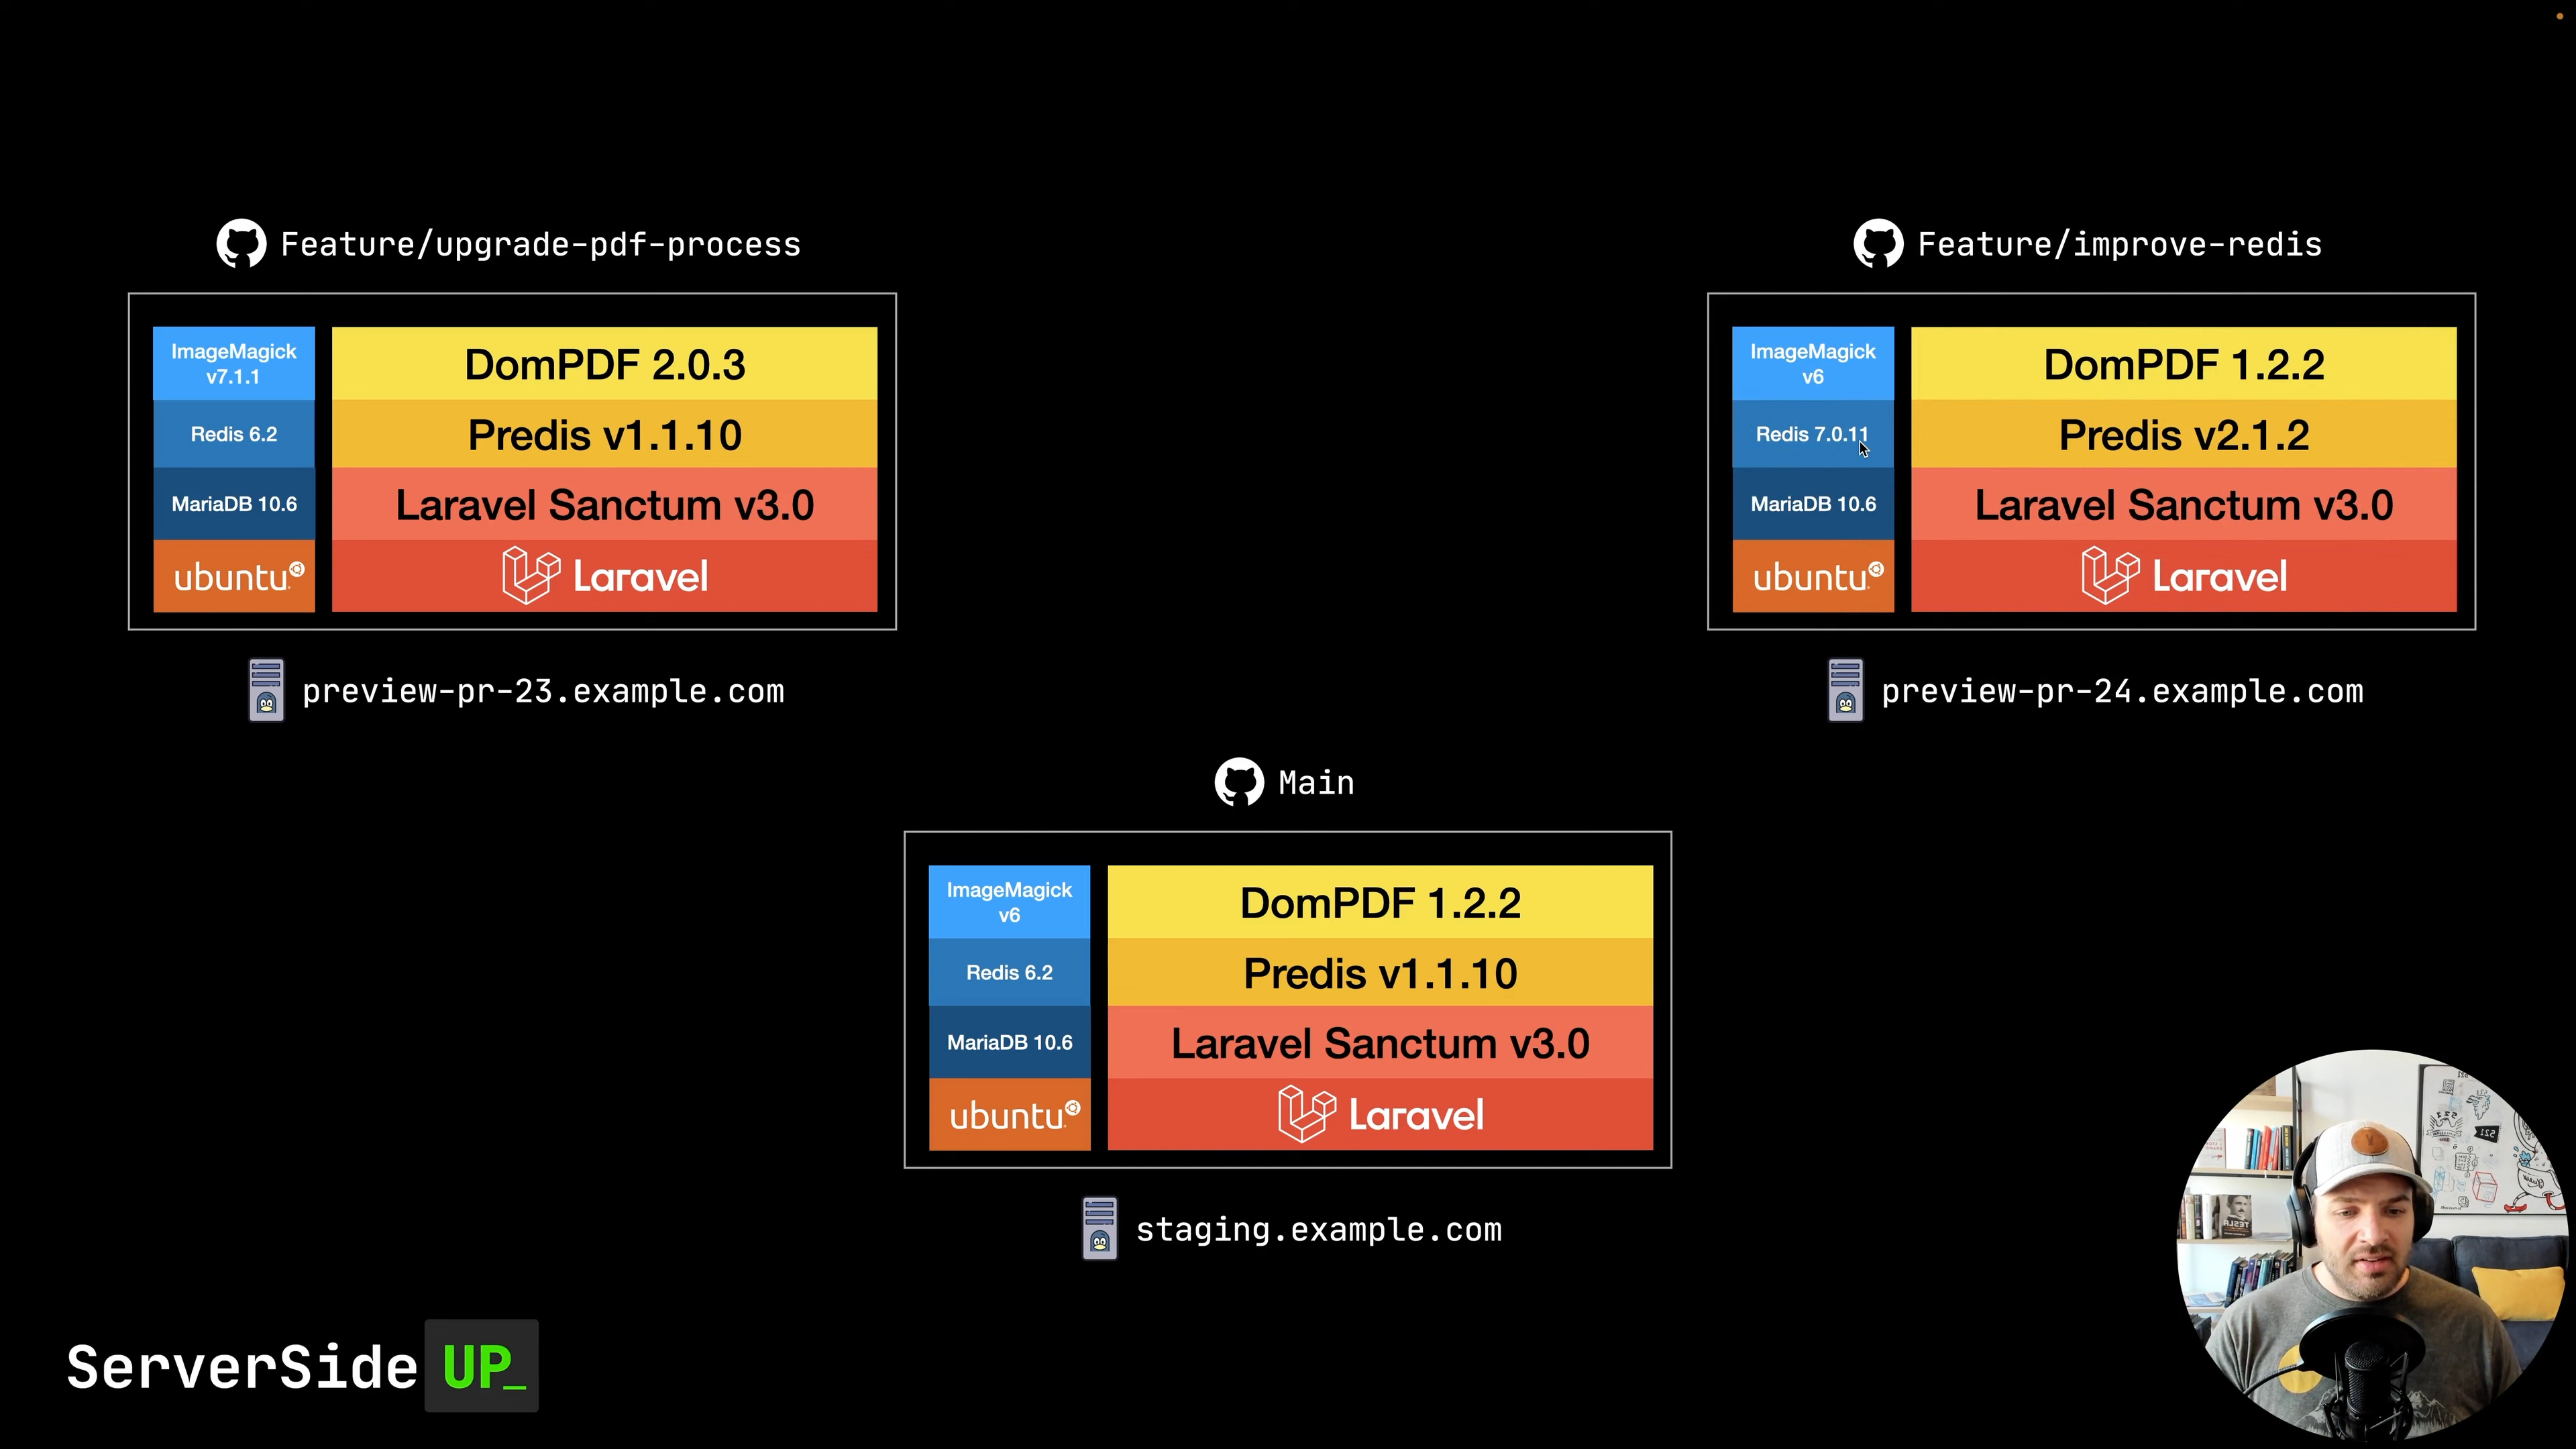 Feature/upgrade-pdf-process
ImageMagick
v7.1.1
DomPDF 2.0.3
Redis 6.2
Predis v1.1.10
MariaDB 10.6
Laravel Sanctum v3.0
ubuntu
Laravel
preview-pr-23.example.com
Feature/improve-redis
ImageMagick
v6
DomPDF 1.2.2
Redis 7.0.11
Predis v2.1.2
MariaDB 10.6
Laravel Sanctum v3.0
ubuntu
Laravel
preview-pr-24.example.com
Main
ImageMagick
v6
DomPDF 1.2.2
Redis 6.2
Predis v1.1.10
MariaDB 10.6
Laravel Sanctum v3.0
ubuntu
Laravel
staging.example.com
ServerSide UP_
TESLA
521